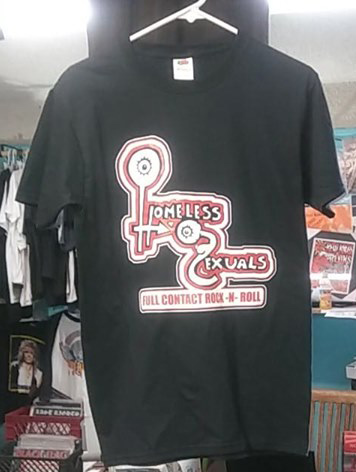 HOMELESS
SEXUALS
FULL CONTACT ROCK-N-ROLL